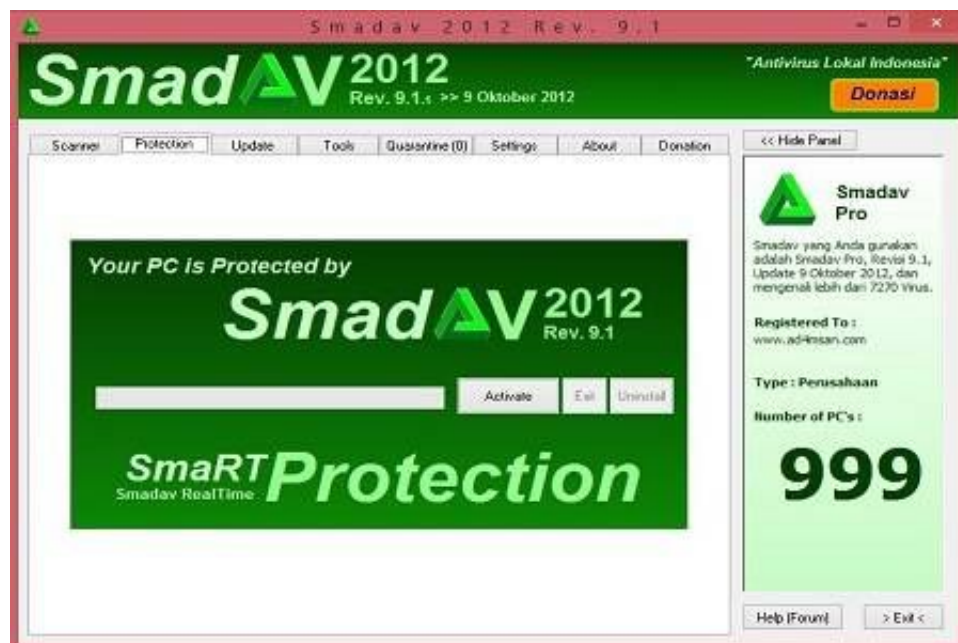 Smadav 2012 Rev. 9.1
SmadAV 2012
Rev. 9.1. >> 9 Oktober 2012
"Antivirus Lokal Indonesia"
Donasi
Scanner Protection Update Tools Quarantine (0) Settings About Donation
<< Hide Panel
Your PC is Protected by
SmadAV 2012
Rev. 9.1
Activate Exit Uninstall
SmaRT Protection
Smadav RealTime
Smadav
Pro
Smadav yang Anda gunakan
adalah Smadav Pro, Revisi 9.1,
Update 9 Oktober 2012, dan
mengenali lebih dari 7270 Virus.
Registered To :
Type : Perusahaan
Number of PC's :
999
Help (Forum) > Exit <